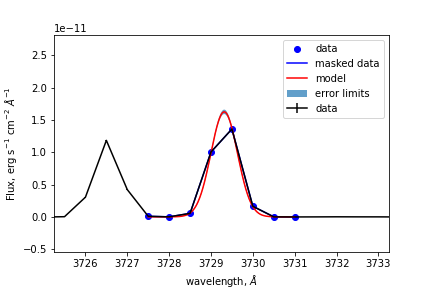 1e−11
2.5
2.0
1.5
1.0
0.5
0.0
−0.5
Flux, erg s⁻¹ cm⁻² Å⁻¹
data
masked data
model
error limits
data
3726 3727 3728 3729 3730 3731 3732 3733
wavelength, Å